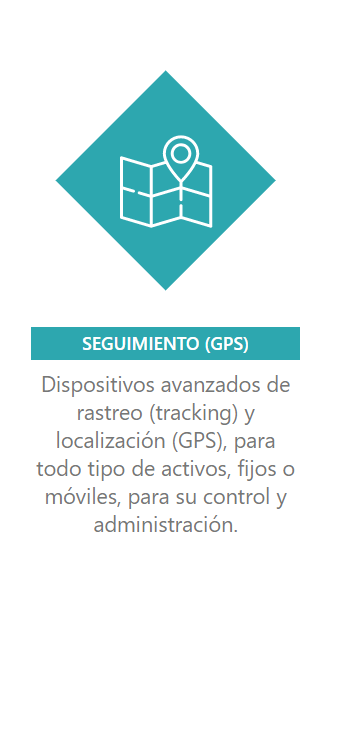 SEGUIMIENTO (GPS)
Dispositivos avanzados de
rastreo (tracking) y
localización (GPS), para
todo tipo de activos, fijos o
móviles, para su control y
administración.